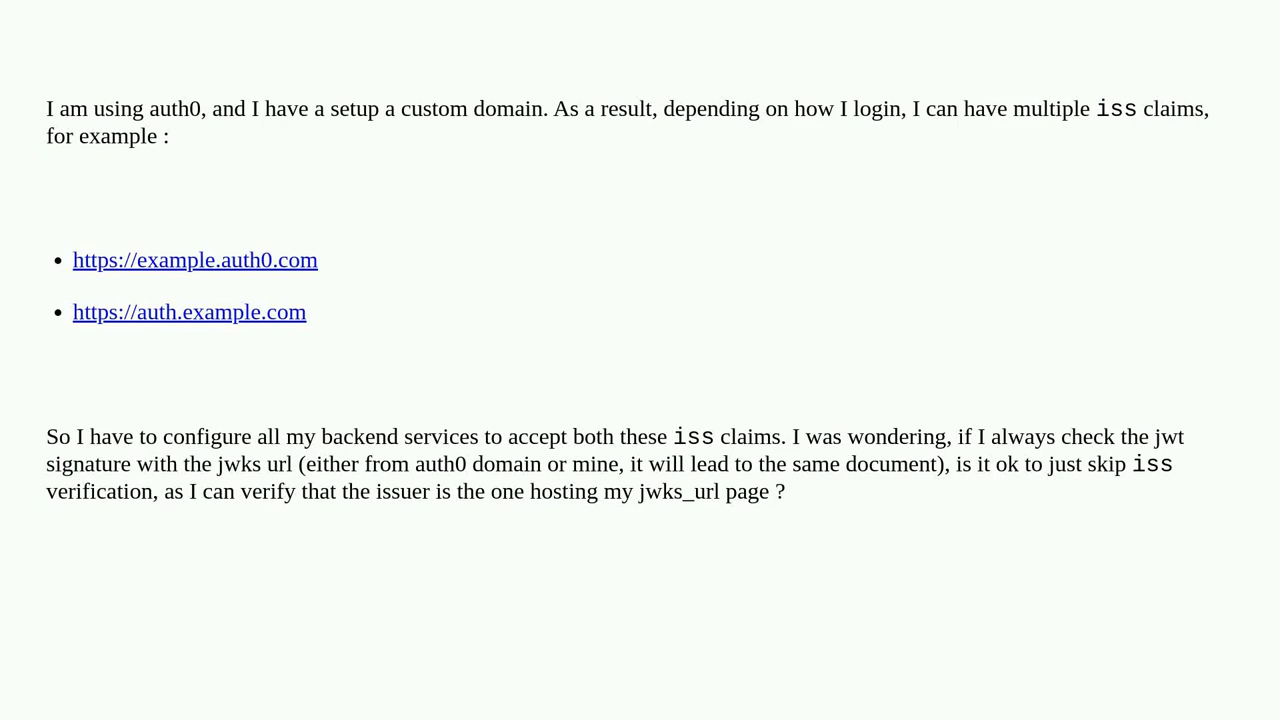 I am using auth0, and I have a setup a custom domain. As a result, depending on how I login, I can have multiple iss claims,
for example :
• https://example.auth0.com
• https://auth.example.com
So I have to configure all my backend services to accept both these iss claims. I was wondering, if I always check the jwt
signature with the jwks url (either from auth0 domain or mine, it will lead to the same document), is it ok to just skip iss
verification, as I can verify that the issuer is the one hosting my jwks_url page ?